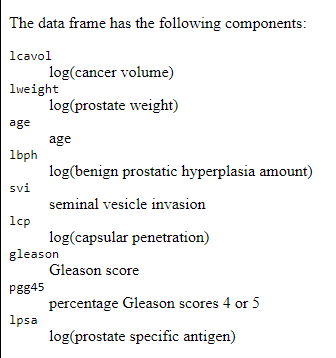 The data frame has the following components:
lcavol
log(cancer volume)
lweight
log(prostate weight)
age
age
lbph
log(benign prostatic hyperplasia amount)
svi
seminal vesicle invasion
lcp
log(capsular penetration)
gleason
Gleason score
pgg45
percentage Gleason scores 4 or 5
lpsa
log(prostate specific antigen)